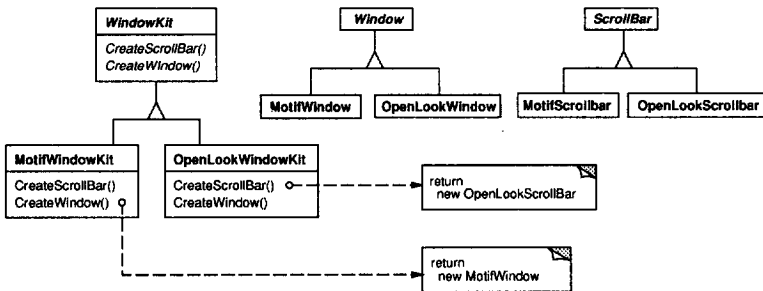 WindowKit
CreateScrollBar()
CreateWindow()
Window
MotifWindow
OpenLookWindow
ScrollBar
MotifScrollbar
OpenLookScrollbar
MotifWindowKit
CreateScrollBar()
CreateWindow()
OpenLookWindowKit
CreateScrollBar()
CreateWindow()
return
new OpenLookScrollBar
return
new MotifWindow